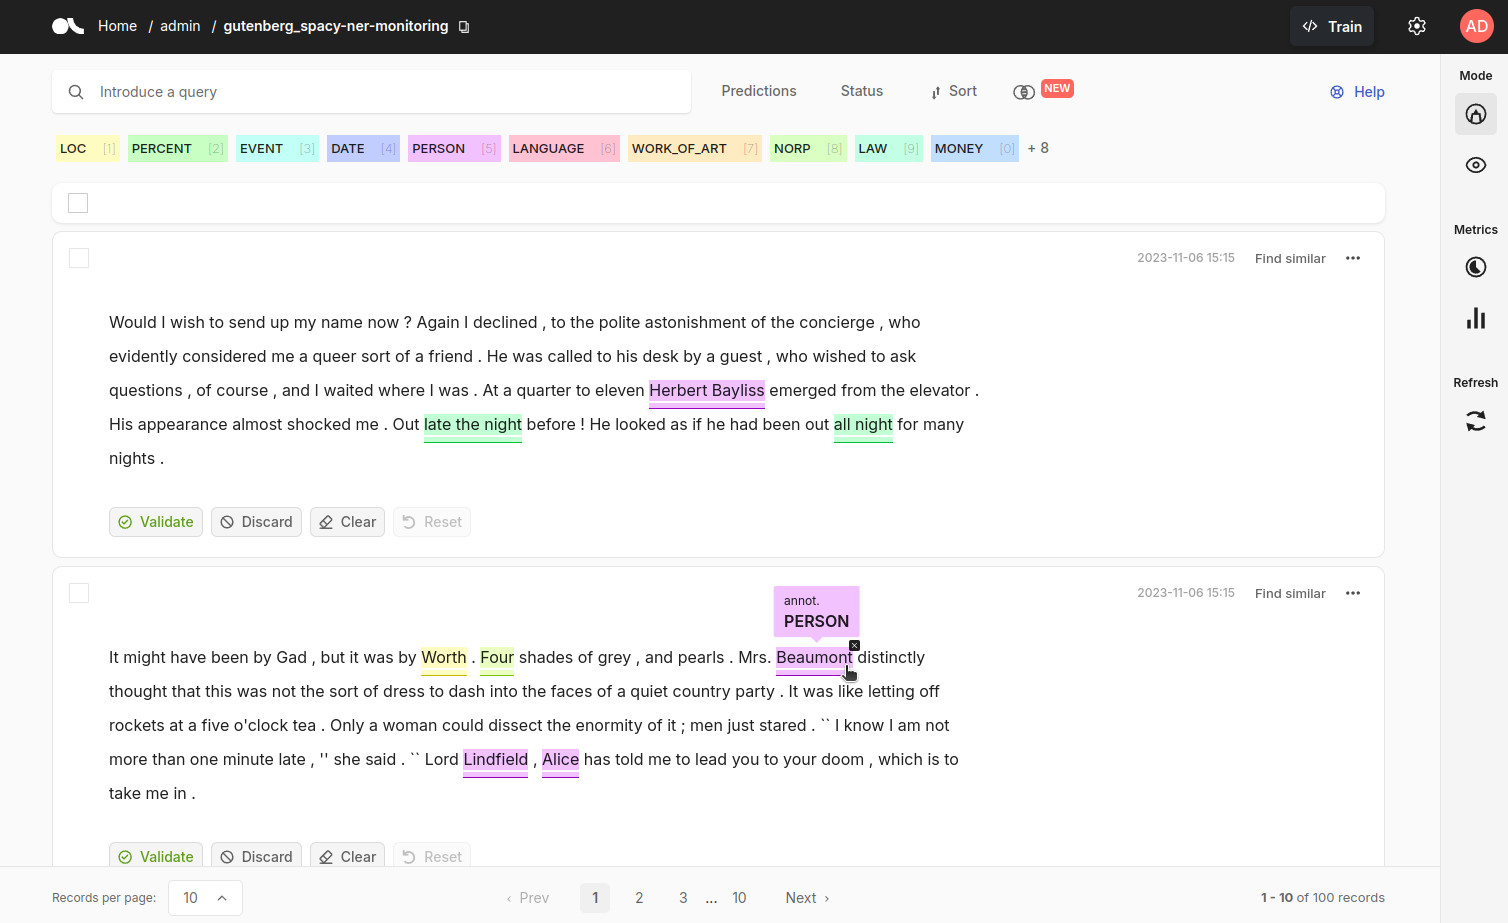 Home / admin / gutenberg_spacy-ner-monitoring
Train
AD
Introduce a query
Predictions
Status
Sort
NEW
Help
LOC [1] PERCENT [2] EVENT [3] DATE [4] PERSON [5] LANGUAGE [6] WORK_OF_ART [7] NORP [8] LAW [9] MONEY [0] + 8
2023-11-06 15:15 Find similar
Would I wish to send up my name now ? Again I declined , to the polite astonishment of the concierge , who
evidently considered me a queer sort of a friend . He was called to his desk by a guest , who wished to ask
questions , of course , and I waited where I was . At a quarter to eleven Herbert Bayliss emerged from the elevator .
His appearance almost shocked me . Out late the night before ! He looked as if he had been out all night for many
nights .
Validate Discard Clear Reset
2023-11-06 15:15 Find similar
annot.
PERSON
It might have been by Gad , but it was by Worth . Four shades of grey , and pearls . Mrs. Beaumont distinctly
thought that this was not the sort of dress to dash into the faces of a quiet country party . It was like letting off
rockets at a five o'clock tea . Only a woman could dissect the enormity of it ; men just stared . `` I know I am not
more than one minute late , '' she said . `` Lord Lindfield , Alice has told me to lead you to your doom , which is to
take me in .
Validate Discard Clear Reset
Records per page: 10
‹ Prev 1 2 3 ... 10 Next ›
1 - 10 of 100 records
Mode
Metrics
Refresh